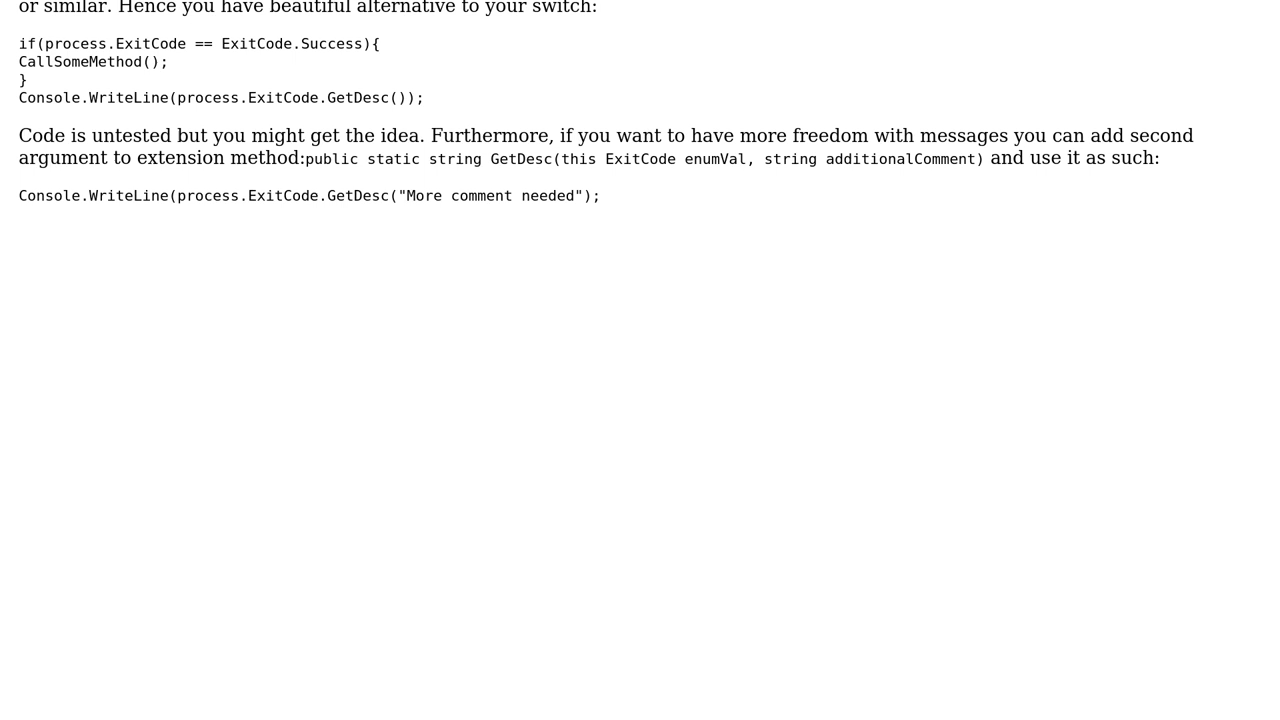 or similar. Hence you have beautiful alternative to your switch:
if(process.ExitCode == ExitCode.Success){
CallSomeMethod();
}
Console.WriteLine(process.ExitCode.GetDesc());
Code is untested but you might get the idea. Furthermore, if you want to have more freedom with messages you can add second
argument to extension method:public static string GetDesc(this ExitCode enumVal, string additionalComment) and use it as such:
Console.WriteLine(process.ExitCode.GetDesc("More comment needed");